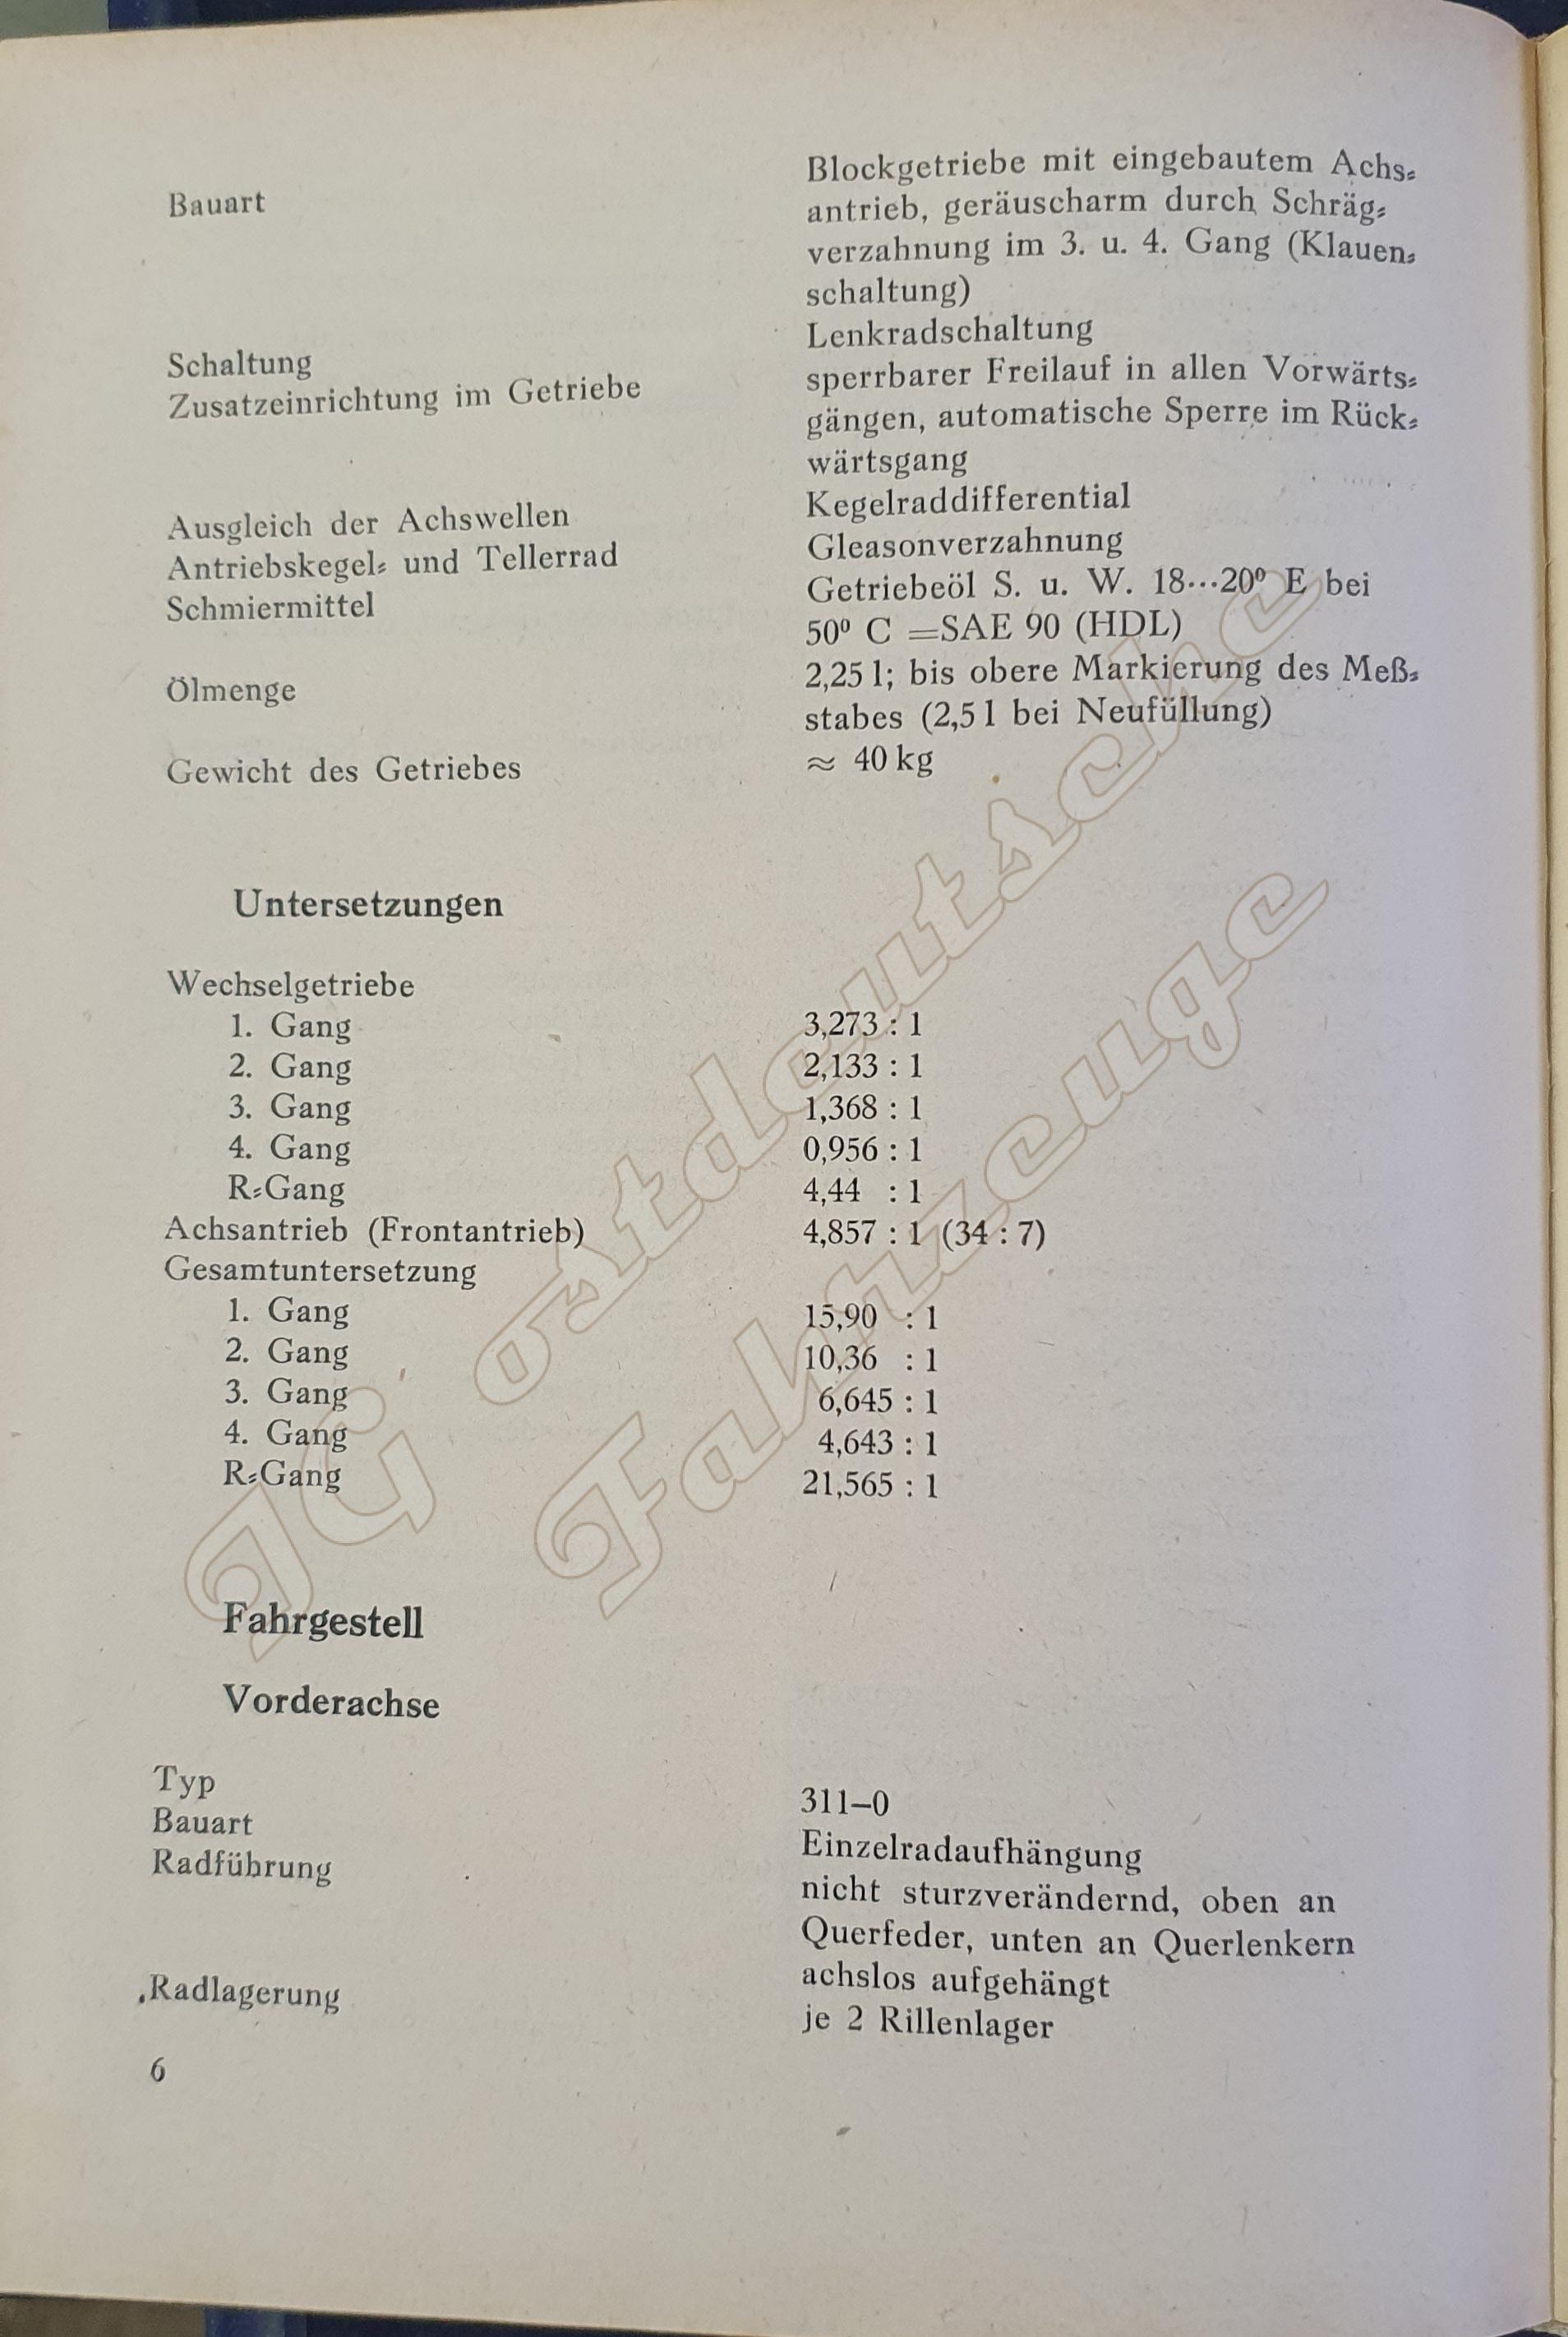 Bauart Blockgetriebe mit eingebautem Achs-
antrieb, geräuscharm durch Schräg-
verzahnung im 3. u. 4. Gang (Klauen-
schaltung)
Schaltung Lenkradschaltung
Zusatzeinrichtung im Getriebe sperrbarer Freilauf in allen Vorwärts-
gängen, automatische Sperre im Rück-
wärtsgang
Ausgleich der Achswellen Kegelraddifferential
Antriebskegel- und Tellerrad Gleasonverzahnung
Schmiermittel Getriebeöl S. u. W. 18...20⁰ E bei
50⁰ C =SAE 90 (HDL)
Ölmenge 2,25 l; bis obere Markierung des Meß-
stabes (2,5 l bei Neufüllung)
Gewicht des Getriebes ≈ 40 kg
Untersetzungen
Wechselgetriebe
1. Gang 3,273 : 1
2. Gang 2,133 : 1
3. Gang 1,368 : 1
4. Gang 0,956 : 1
R-Gang 4,44 : 1
Achsantrieb (Frontantrieb) 4,857 : 1 (34 : 7)
Gesamtuntersetzung
1. Gang 15,90 : 1
2. Gang 10,36 : 1
3. Gang 6,645 : 1
4. Gang 4,643 : 1
R-Gang 21,565 : 1
Fahrgestell
Vorderachse
Typ 311–0
Bauart Einzelradaufhängung
Radführung nicht sturzverändernd, oben an
Querfeder, unten an Querlenkern
achslos aufgehängt
Radlagerung je 2 Rillenlager
6
IG ostdeutsche
Fahrzeuge